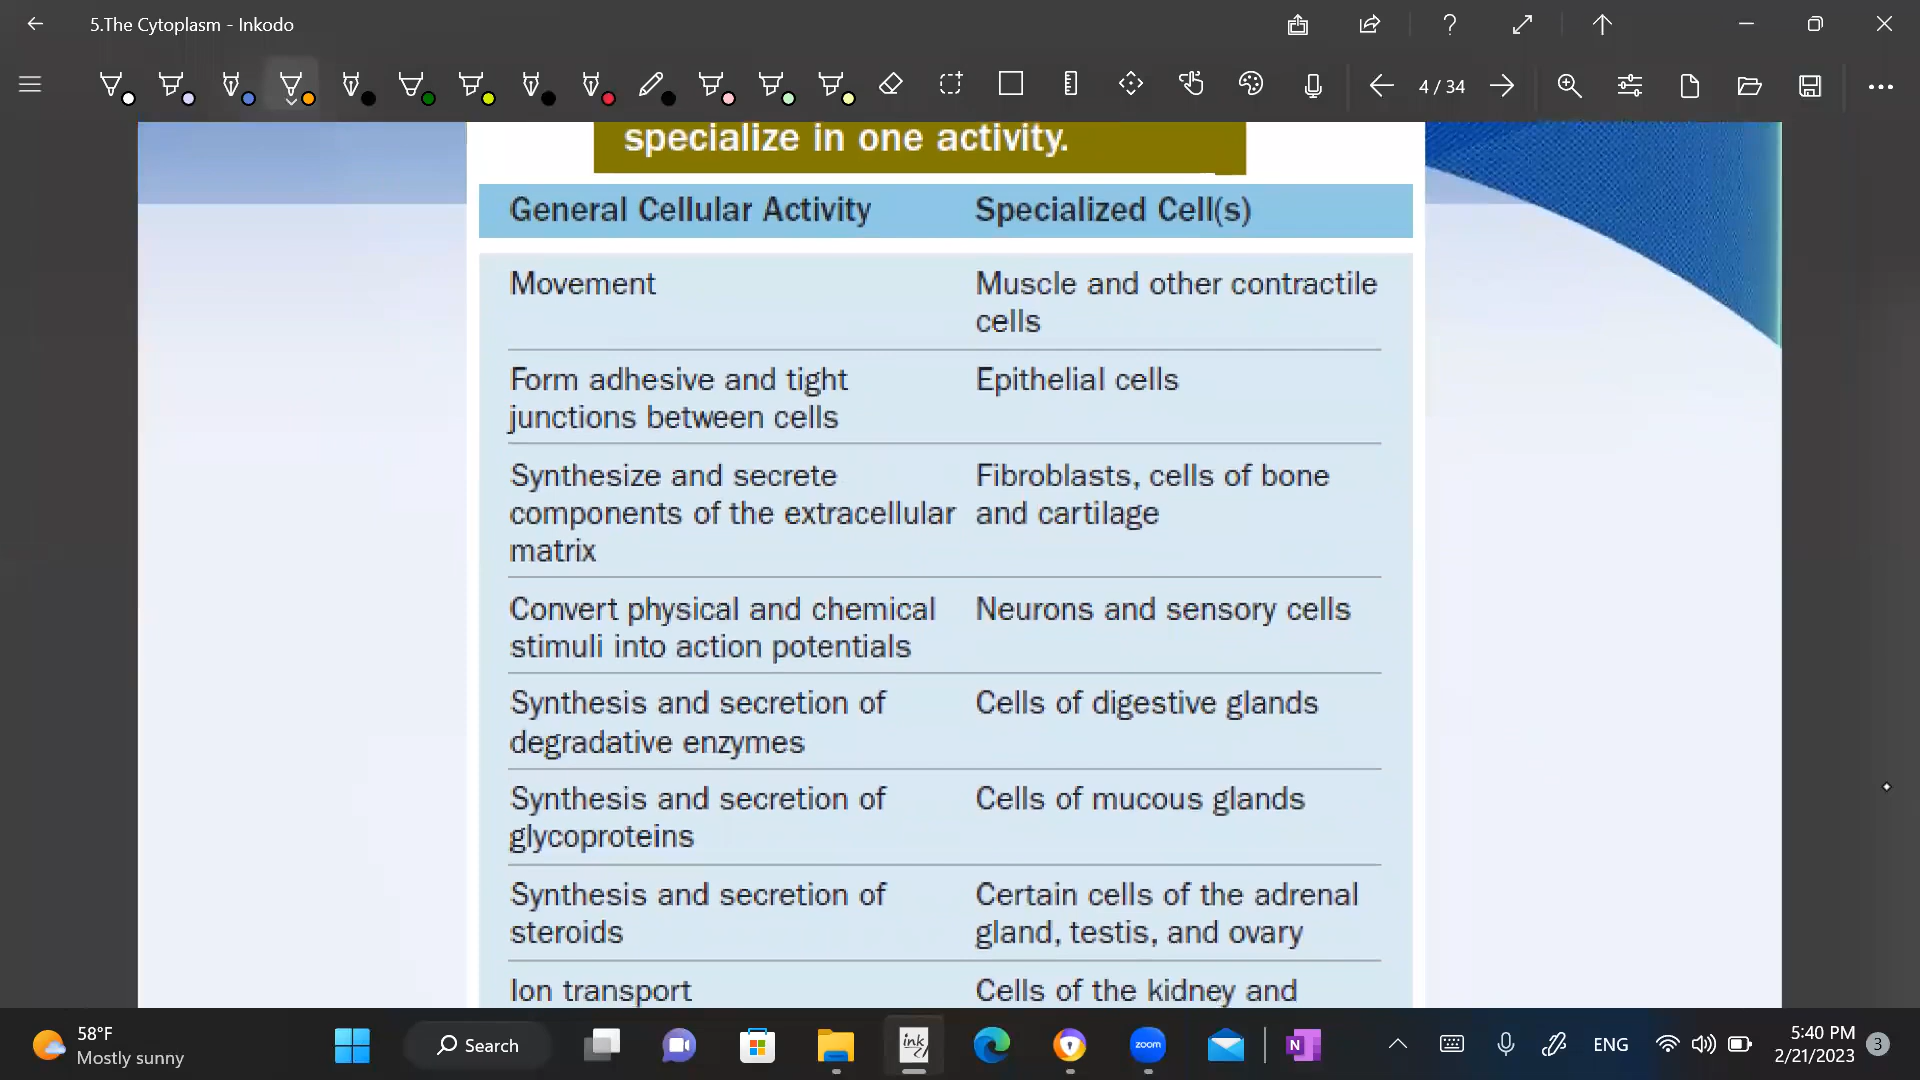 5.The Cytoplasm - Inkodo
4 / 34
specialize in one activity.
General Cellular Activity Specialized Cell(s)
Movement Muscle and other contractile
cells
Form adhesive and tight Epithelial cells
junctions between cells
Synthesize and secrete Fibroblasts, cells of bone
components of the extracellular and cartilage
matrix
Convert physical and chemical Neurons and sensory cells
stimuli into action potentials
Synthesis and secretion of Cells of digestive glands
degradative enzymes
Synthesis and secretion of Cells of mucous glands
glycoproteins
Synthesis and secretion of Certain cells of the adrenal
steroids gland, testis, and ovary
Ion transport Cells of the kidney and
58°F
Mostly sunny
Search
ink
zoom
N
ENG
5:40 PM
2/21/2023
3